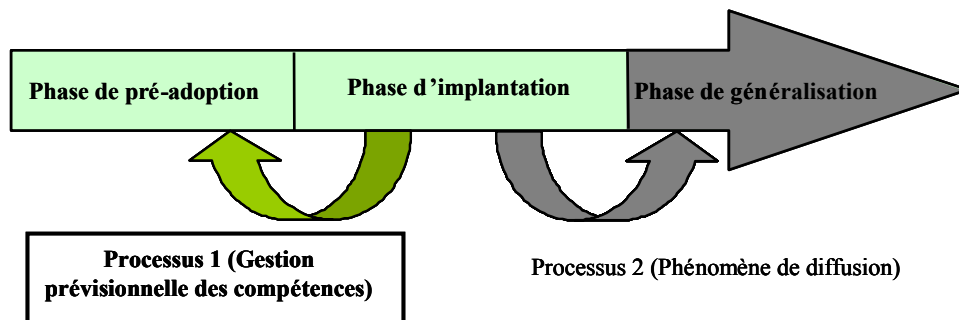 Phase de pré-adoption
Phase d'implantation
Phase de généralisation
Processus 1 (Gestion
prévisionnelle des compétences)
Processus 2 (Phénomène de diffusion)